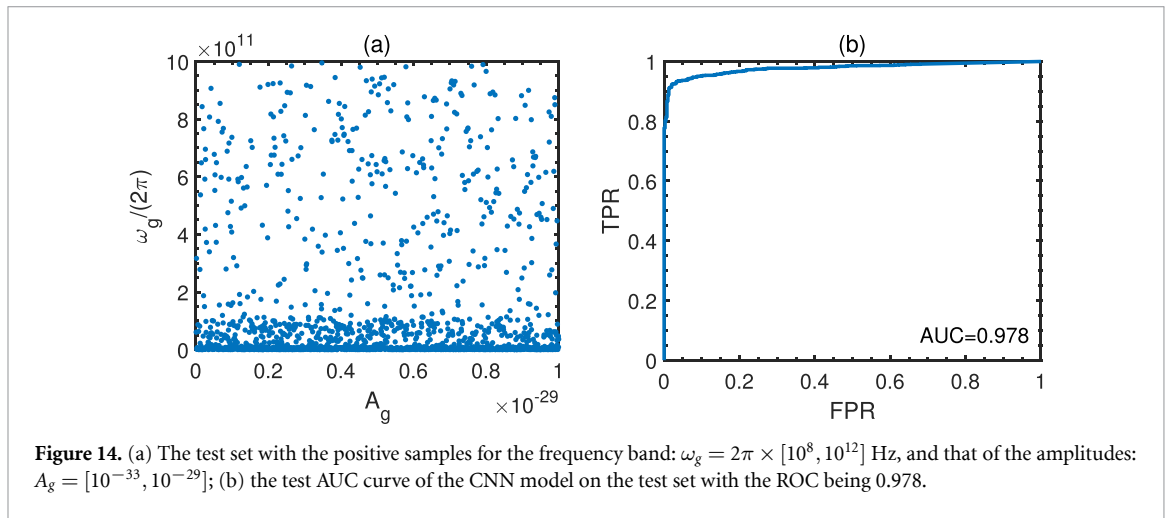 (a)
×10^11
10
8
6
4
2
0
ω_g/(2π)
0 0.2 0.4 0.6 0.8 1
×10^-29
A_g
(b)
1
0.8
0.6
0.4
0.2
0
TPR
AUC=0.978
0 0.2 0.4 0.6 0.8 1
FPR
Figure 14. (a) The test set with the positive samples for the frequency band: ω_g = 2π × [10^8, 10^12] Hz, and that of the amplitudes:
A_g = [10^−33, 10^−29]; (b) the test AUC curve of the CNN model on the test set with the ROC being 0.978.